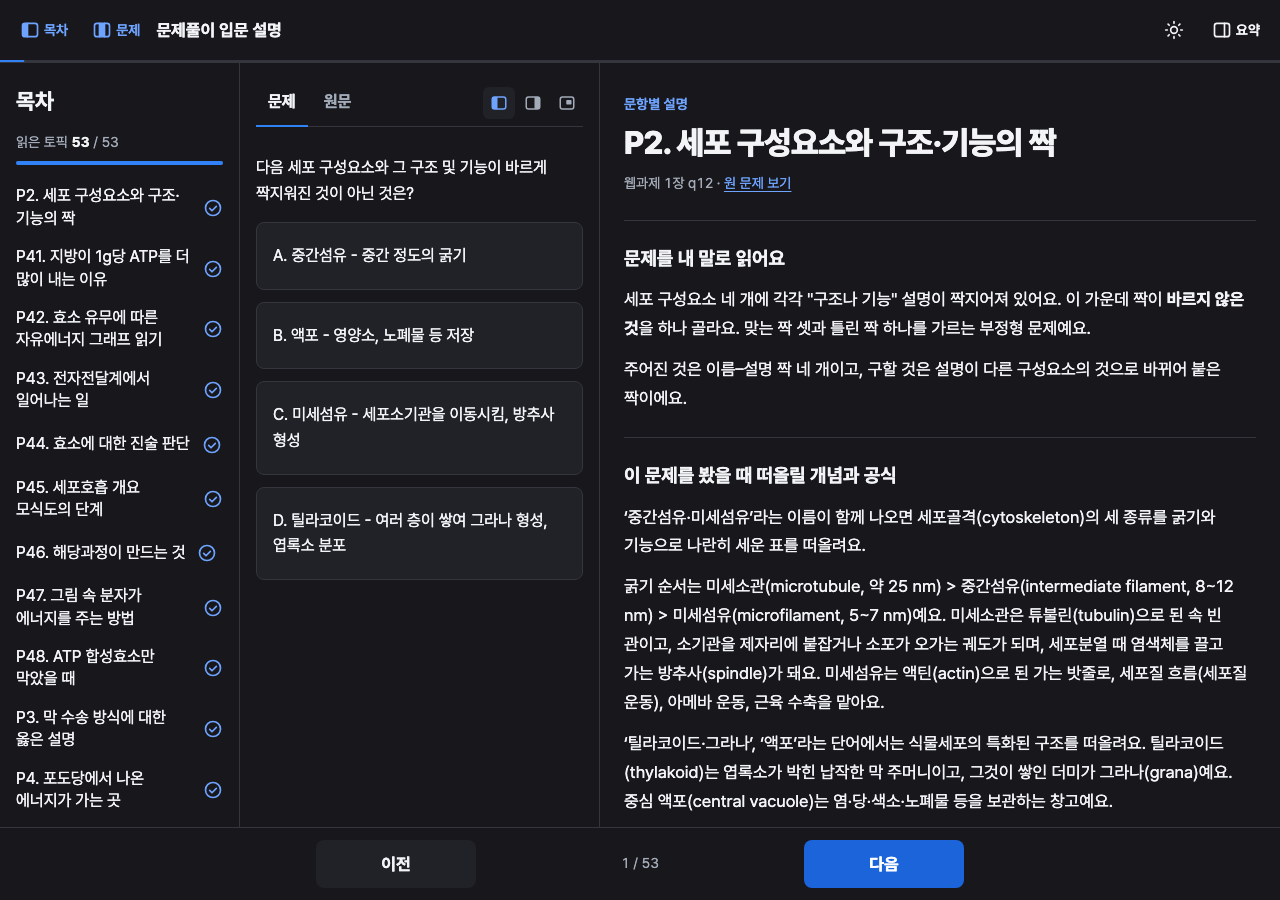 목차
문제
문제풀이 입문 설명
요약
목차
읽은 토픽 53 / 53
P2. 세포 구성요소와 구조·
기능의 짝
P41. 지방이 1g당 ATP를 더
많이 내는 이유
P42. 효소 유무에 따른
자유에너지 그래프 읽기
P43. 전자전달계에서
일어나는 일
P44. 효소에 대한 진술 판단
P45. 세포호흡 개요
모식도의 단계
P46. 해당과정이 만드는 것
P47. 그림 속 분자가
에너지를 주는 방법
P48. ATP 합성효소만
막았을 때
P3. 막 수송 방식에 대한
옳은 설명
P4. 포도당에서 나온
에너지가 가는 곳
문제
원문
다음 세포 구성요소와 그 구조 및 기능이 바르게
짝지워진 것이 아닌 것은?
A. 중간섬유 - 중간 정도의 굵기
B. 액포 - 영양소, 노폐물 등 저장
C. 미세섬유 - 세포소기관을 이동시킴, 방추사
형성
D. 틸라코이드 - 여러 층이 쌓여 그라나 형성,
엽록소 분포
문항별 설명
P2. 세포 구성요소와 구조·기능의 짝
웹과제 1장 q12 · 원 문제 보기
문제를 내 말로 읽어요
세포 구성요소 네 개에 각각 "구조나 기능" 설명이 짝지어져 있어요. 이 가운데 짝이 바르지 않은
것을 하나 골라요. 맞는 짝 셋과 틀린 짝 하나를 가르는 부정형 문제예요.
주어진 것은 이름–설명 짝 네 개이고, 구할 것은 설명이 다른 구성요소의 것으로 바뀌어 붙은
짝이에요.
이 문제를 봤을 때 떠올릴 개념과 공식
‘중간섬유·미세섬유’라는 이름이 함께 나오면 세포골격(cytoskeleton)의 세 종류를 굵기와
기능으로 나란히 세운 표를 떠올려요.
굵기 순서는 미세소관(microtubule, 약 25 nm) > 중간섬유(intermediate filament, 8~12
nm) > 미세섬유(microfilament, 5~7 nm)예요. 미세소관은 튜불린(tubulin)으로 된 속 빈
관이고, 소기관을 제자리에 붙잡거나 소포가 오가는 궤도가 되며, 세포분열 때 염색체를 끌고
가는 방추사(spindle)가 돼요. 미세섬유는 액틴(actin)으로 된 가는 밧줄로, 세포질 흐름(세포질
운동), 아메바 운동, 근육 수축을 맡아요.
‘틸라코이드·그라나’, ‘액포’라는 단어에서는 식물세포의 특화된 구조를 떠올려요. 틸라코이드
(thylakoid)는 엽록소가 박힌 납작한 막 주머니이고, 그것이 쌓인 더미가 그라나(grana)예요.
중심 액포(central vacuole)는 염·당·색소·노폐물 등을 보관하는 창고예요.
이전
1 / 53
다음